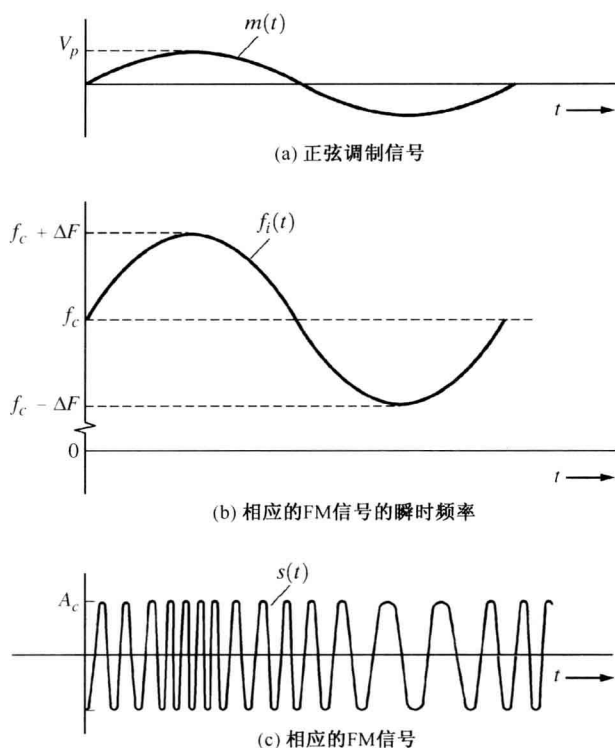 m(t)
V_p
t
(a) 正弦调制信号
f_c + ΔF
f_i(t)
f_c
f_c − ΔF
0
t
(b) 相应的FM信号的瞬时频率
s(t)
A_c
t
(c) 相应的FM信号